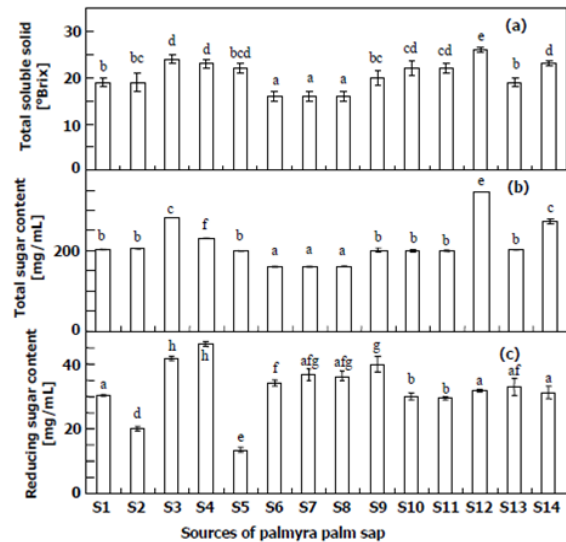 (a)
Total soluble solid
[°Brix]
30
20
10
0
b bc d d bcd a a a bc cd cd e b d
(b)
Total sugar content
[mg/mL]
200
0
b b c f b a a a b b b e b c
(c)
Reducing sugar content
[mg/mL]
40
20
0
a d h h e f afg afg g b b a af a
S1 S2 S3 S4 S5 S6 S7 S8 S9 S10 S11 S12 S13 S14
Sources of palmyra palm sap